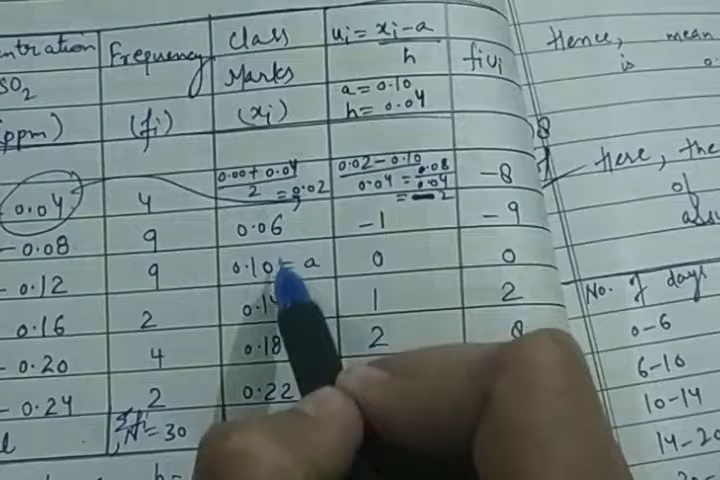 ntration Frequency Class ui = xi - a / h fiui
SO2 Marks a = 0.10
(ppm) (fi) (xi) h = 0.04
0.04 4 0.00 + 0.04 / 2 = 0.02 0.02 - 0.10 / 0.04 = 0.08 / 0.04 = -2 -8
- 0.08 9 0.06 -1 -9
- 0.12 9 0.10 = a 0 0
- 0.16 2 0.14 1 2
- 0.20 4 0.18 2 8
- 0.24 2 0.22
l N = 30
h =
Hence, mean
is 0.
Here, the
of
No. of days
0-6
6-10
10-14
14-20